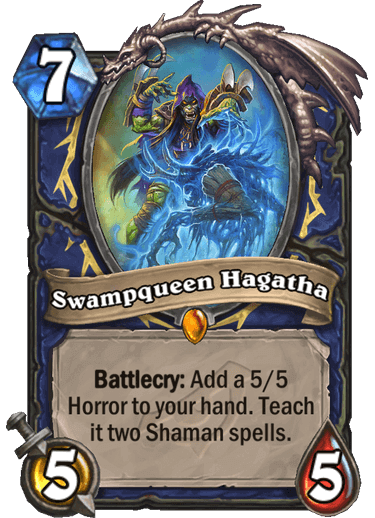 7
Swampqueen Hagatha
Battlecry: Add a 5/5
Horror to your hand. Teach
it two Shaman spells.
5
5